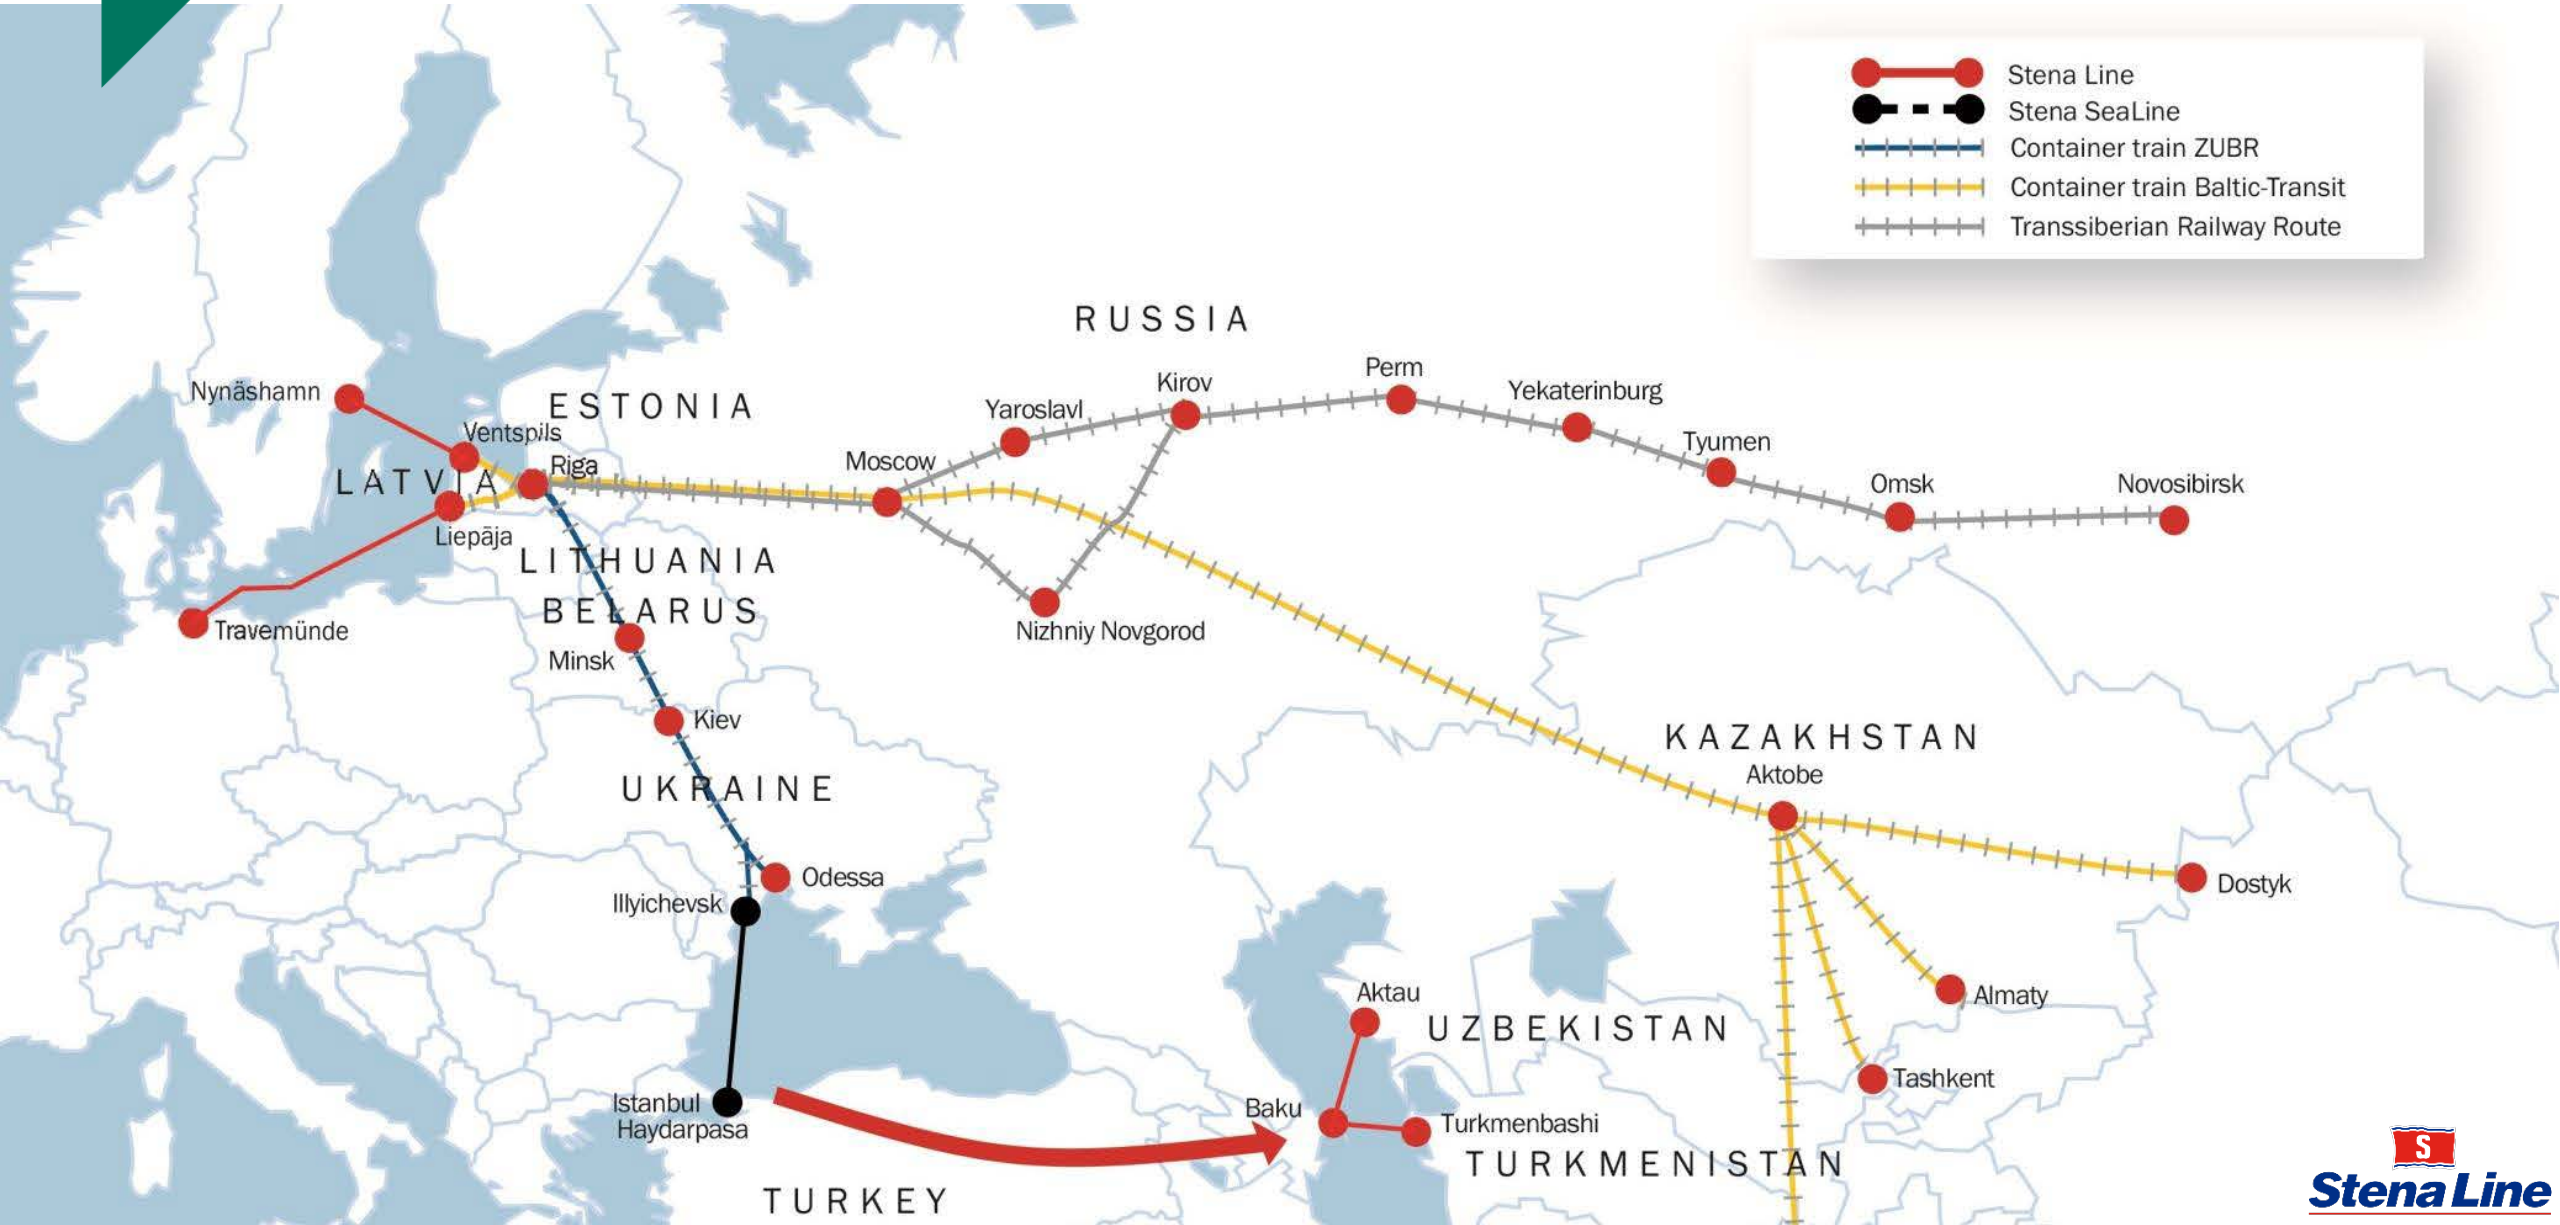 Stena Line
Stena SeaLine
Container train ZUBR
Container train Baltic-Transit
Transsiberian Railway Route
RUSSIA
Perm
Kirov
Yekaterinburg
Nynäshamn
ESTONIA
Yaroslavl
Ventspils
Tyumen
Moscow
Riga
LATVIA
Omsk
Novosibirsk
Liepāja
LITHUANIA
BELARUS
Travemünde
Nizhniy Novgorod
Minsk
Kiev
KAZAKHSTAN
Aktobe
UKRAINE
Odessa
Dostyk
Illyichevsk
Aktau
Almaty
UZBEKISTAN
Tashkent
Istanbul
Haydarpasa
Baku
Turkmenbashi
TURKMENISTAN
TURKEY
S
Stena Line